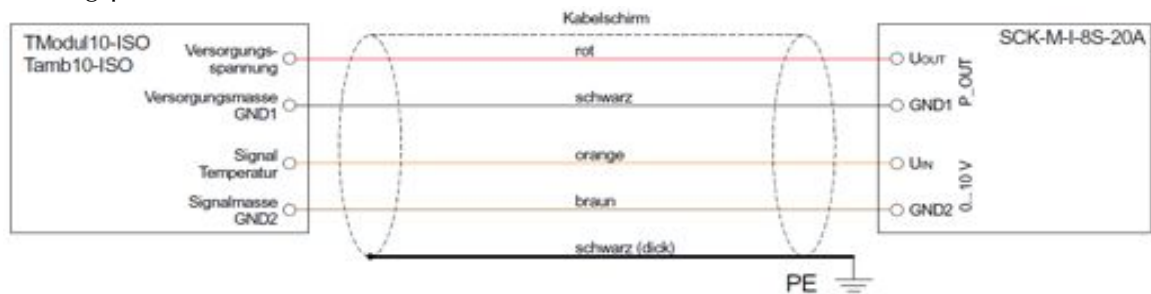 Kabelschirm
TModul10-ISO
Tamb10-ISO
Versorgungs-
spannung
rot
UOUT
SCK-M-I-8S-20A
Versorgungsmasse
GND1
schwarz
GND1
P_OUT
Signal
Temperatur
orange
UIN
Signalmasse
GND2
braun
GND2
0...10 V
schwarz (dick)
PE